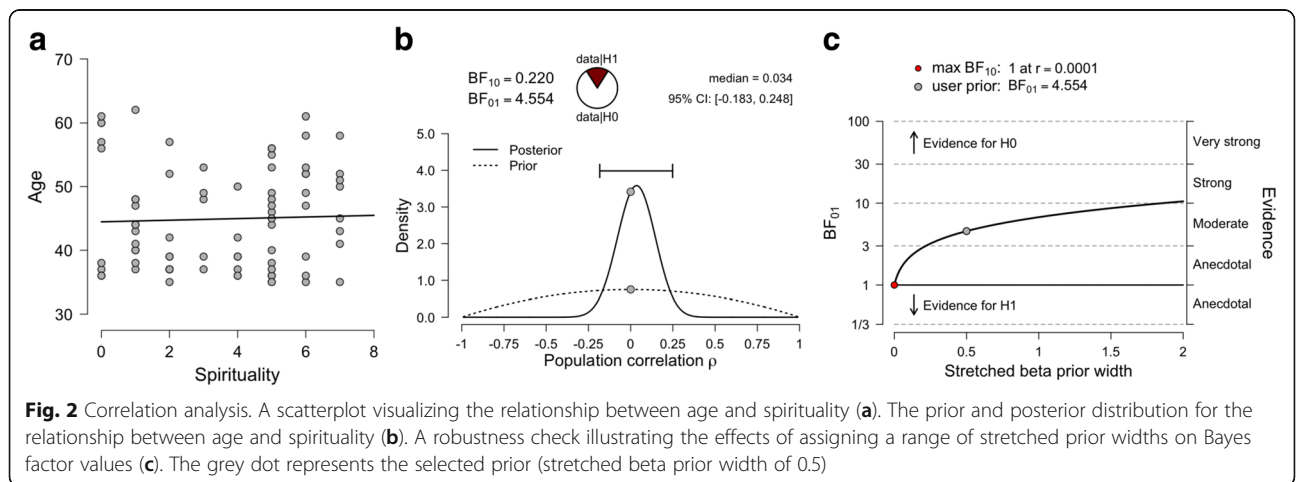 a
70
60
50
40
30
Age
0 2 4 6 8
Spirituality
b
BF10 = 0.220
BF01 = 4.554
data|H1
data|H0
median = 0.034
95% CI: [-0.183, 0.248]
5.0
4.0
3.0
2.0
1.0
0.0
Density
Posterior
Prior
-1 -0.75 -0.5 -0.25 0 0.25 0.5 0.75 1
Population correlation ρ
c
max BF10: 1 at r = 0.0001
user prior: BF01 = 4.554
100
30
10
3
1
1/3
BF01
Evidence for H0
Evidence for H1
Very strong
Strong
Moderate
Anecdotal
Anecdotal
Evidence
0 0.5 1 1.5 2
Stretched beta prior width
Fig. 2 Correlation analysis. A scatterplot visualizing the relationship between age and spirituality (a). The prior and posterior distribution for the
relationship between age and spirituality (b). A robustness check illustrating the effects of assigning a range of stretched prior widths on Bayes
factor values (c). The grey dot represents the selected prior (stretched beta prior width of 0.5)